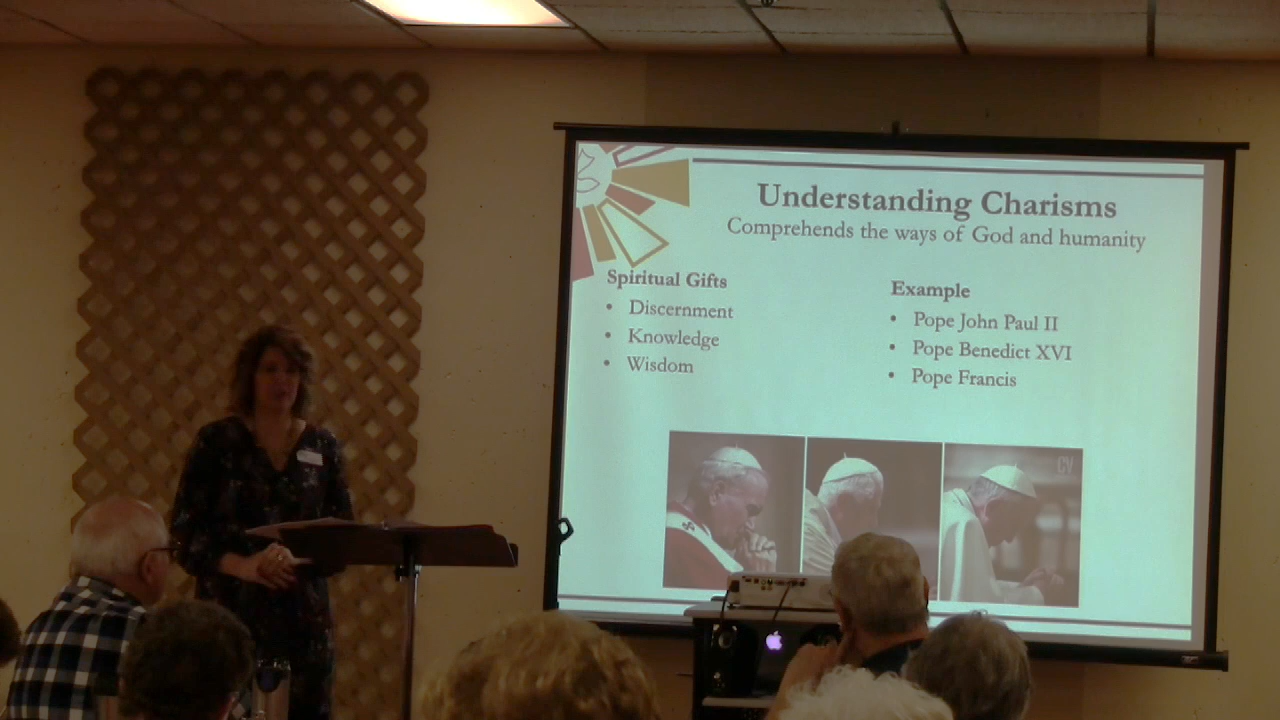 Understanding Charisms
Comprehends the ways of God and humanity
Spiritual Gifts
• Discernment
• Knowledge
• Wisdom
Example
• Pope John Paul II
• Pope Benedict XVI
• Pope Francis
CV